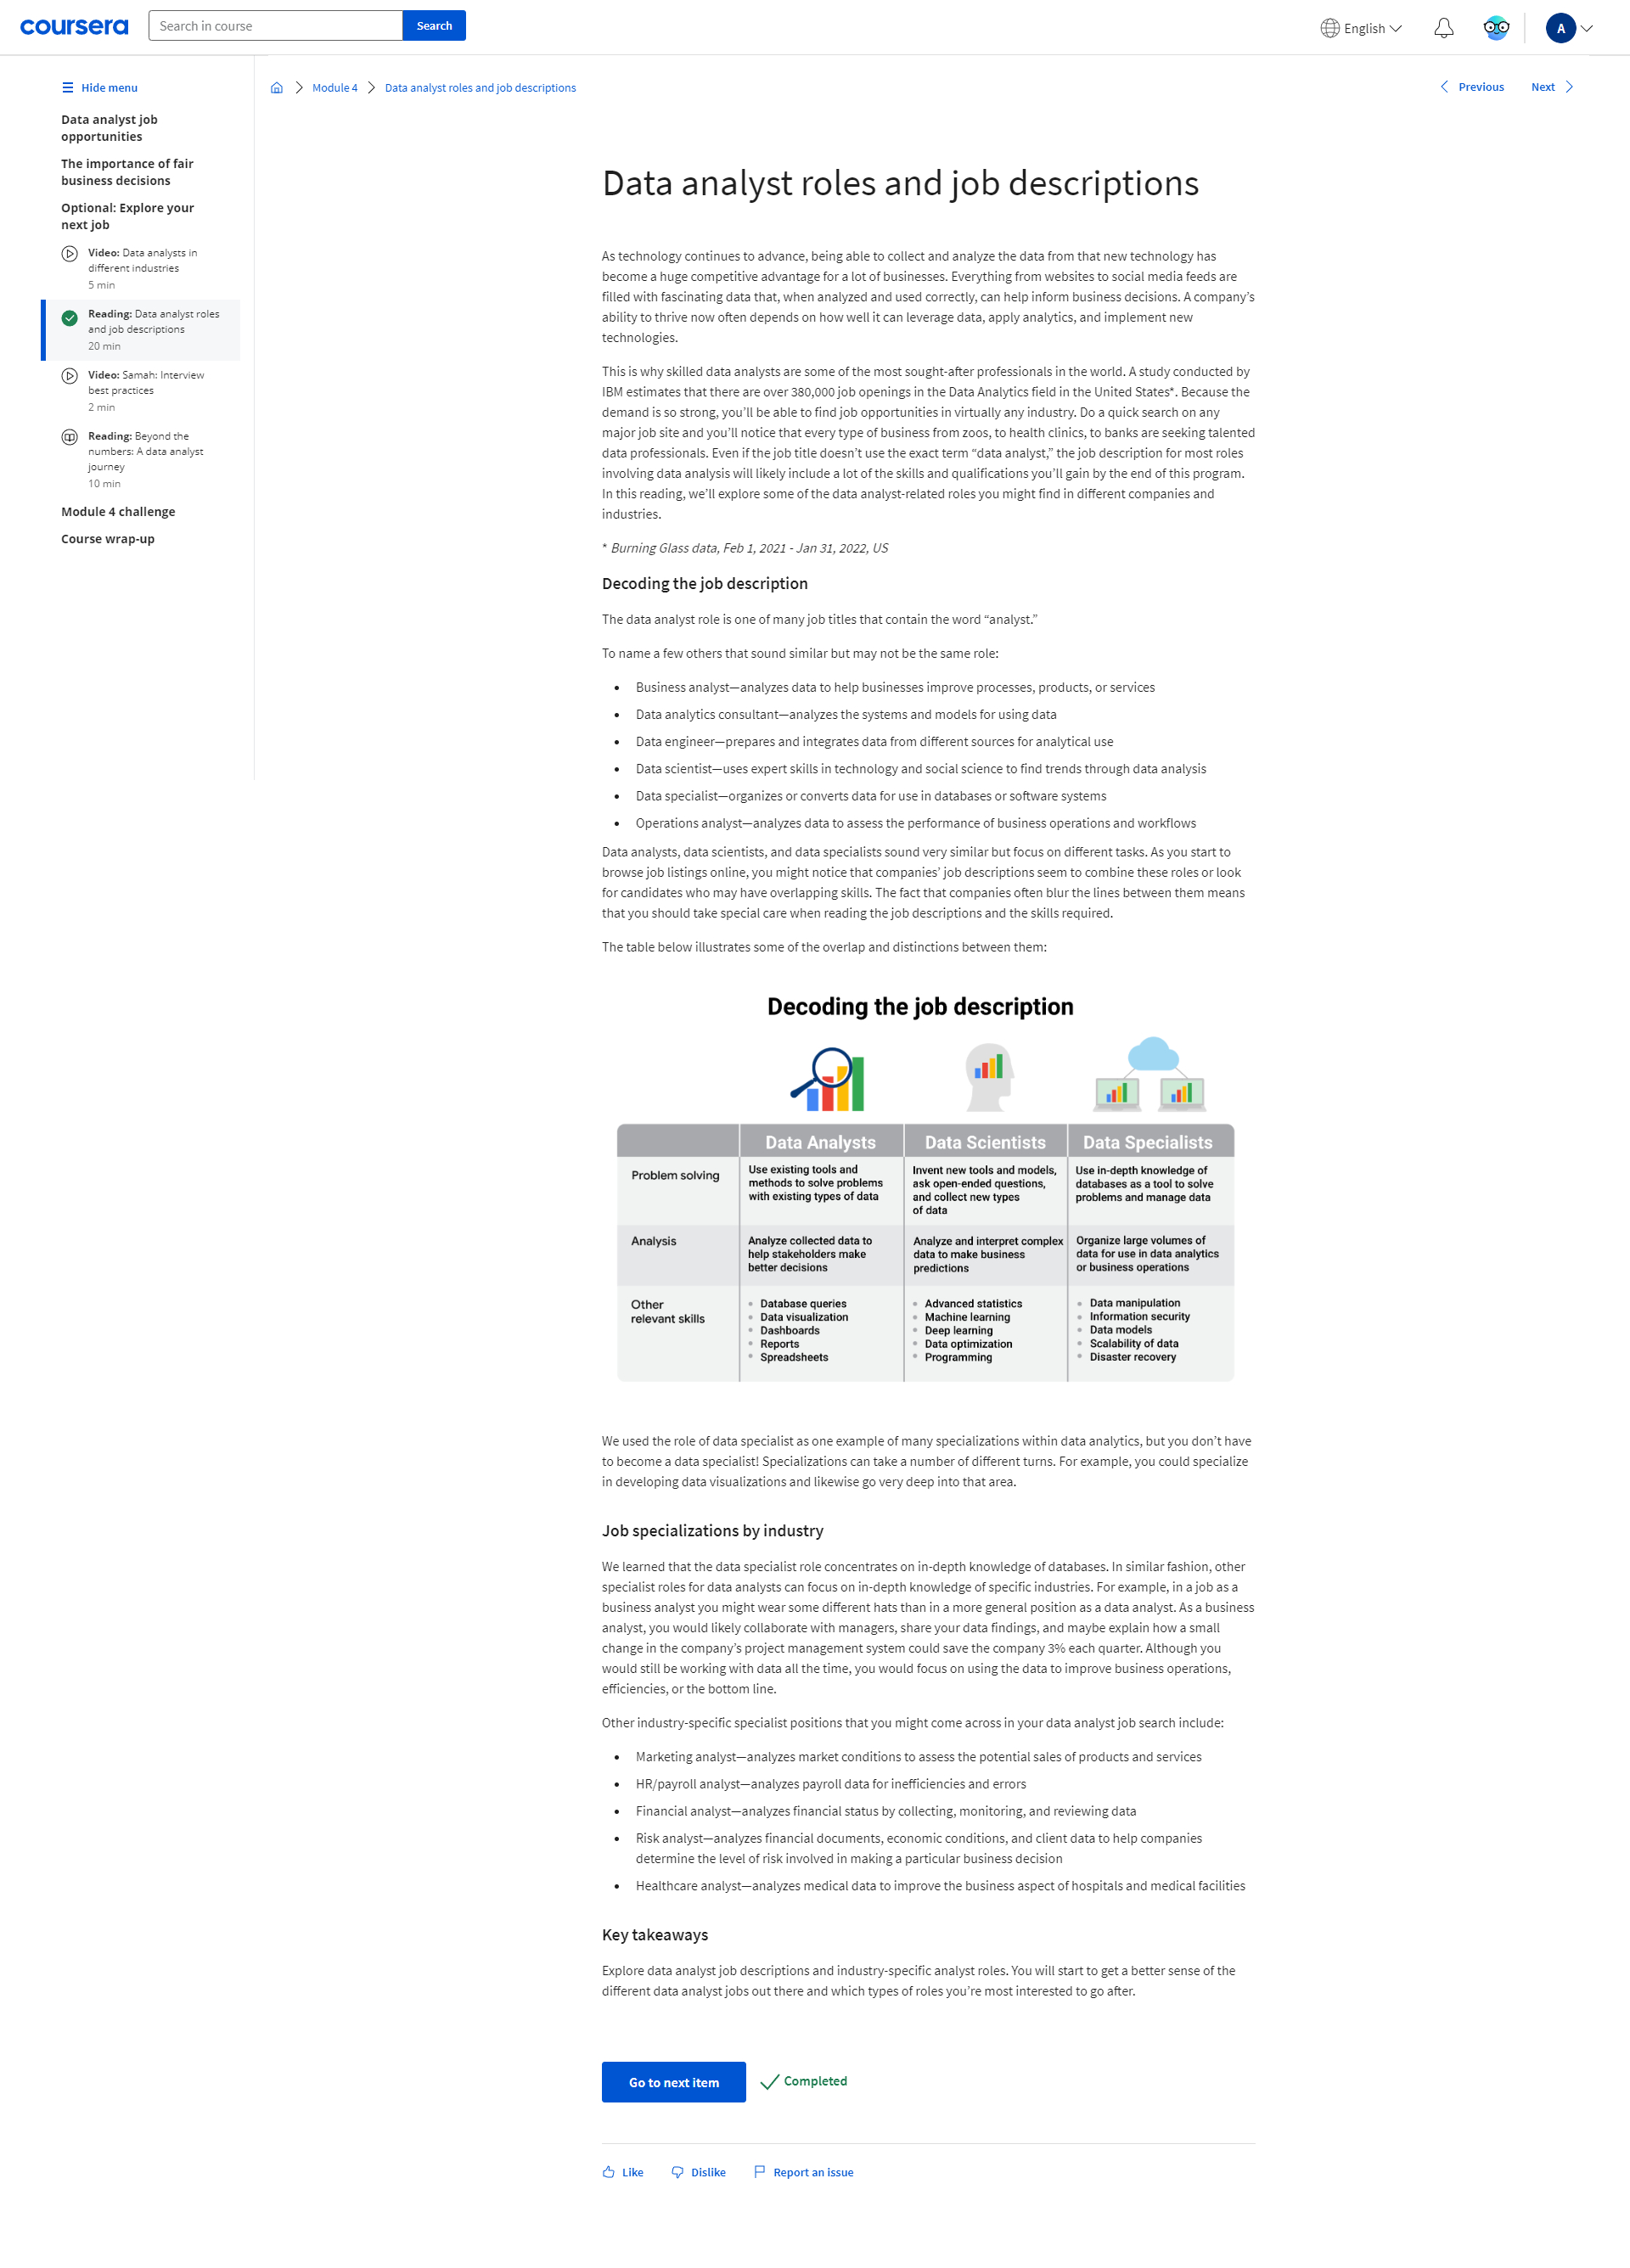 coursera
Search in course
Search
English
A
Hide menu
Module 4
Data analyst roles and job descriptions
Previous
Next
Data analyst job
opportunities
The importance of fair
business decisions
Optional: Explore your
next job
Video: Data analysts in
different industries
5 min
Reading: Data analyst roles
and job descriptions
20 min
Video: Samah: Interview
best practices
2 min
Reading: Beyond the
numbers: A data analyst
journey
10 min
Module 4 challenge
Course wrap-up
Data analyst roles and job descriptions
As technology continues to advance, being able to collect and analyze the data from that new technology has
become a huge competitive advantage for a lot of businesses. Everything from websites to social media feeds are
filled with fascinating data that, when analyzed and used correctly, can help inform business decisions. A company’s
ability to thrive now often depends on how well it can leverage data, apply analytics, and implement new
technologies.
This is why skilled data analysts are some of the most sought-after professionals in the world. A study conducted by
IBM estimates that there are over 380,000 job openings in the Data Analytics field in the United States*. Because the
demand is so strong, you’ll be able to find job opportunities in virtually any industry. Do a quick search on any
major job site and you’ll notice that every type of business from zoos, to health clinics, to banks are seeking talented
data professionals. Even if the job title doesn’t use the exact term “data analyst,” the job description for most roles
involving data analysis will likely include a lot of the skills and qualifications you’ll gain by the end of this program.
In this reading, we’ll explore some of the data analyst-related roles you might find in different companies and
industries.
* Burning Glass data, Feb 1, 2021 - Jan 31, 2022, US
Decoding the job description
The data analyst role is one of many job titles that contain the word “analyst.”
To name a few others that sound similar but may not be the same role:
• Business analyst—analyzes data to help businesses improve processes, products, or services
• Data analytics consultant—analyzes the systems and models for using data
• Data engineer—prepares and integrates data from different sources for analytical use
• Data scientist—uses expert skills in technology and social science to find trends through data analysis
• Data specialist—organizes or converts data for use in databases or software systems
• Operations analyst—analyzes data to assess the performance of business operations and workflows
Data analysts, data scientists, and data specialists sound very similar but focus on different tasks. As you start to
browse job listings online, you might notice that companies’ job descriptions seem to combine these roles or look
for candidates who may have overlapping skills. The fact that companies often blur the lines between them means
that you should take special care when reading the job descriptions and the skills required.
The table below illustrates some of the overlap and distinctions between them:
Decoding the job description
Data Analysts
Data Scientists
Data Specialists
Problem solving
Use existing tools and
methods to solve problems
with existing types of data
Invent new tools and models,
ask open-ended questions,
and collect new types
of data
Use in-depth knowledge of
databases as a tool to solve
problems and manage data
Analysis
Analyze collected data to
help stakeholders make
better decisions
Analyze and interpret complex
data to make business
predictions
Organize large volumes of
data for use in data analytics
or business operations
Other
relevant skills
• Database queries
• Data visualization
• Dashboards
• Reports
• Spreadsheets
• Advanced statistics
• Machine learning
• Deep learning
• Data optimization
• Programming
• Data manipulation
• Information security
• Data models
• Scalability of data
• Disaster recovery
We used the role of data specialist as one example of many specializations within data analytics, but you don’t have
to become a data specialist! Specializations can take a number of different turns. For example, you could specialize
in developing data visualizations and likewise go very deep into that area.
Job specializations by industry
We learned that the data specialist role concentrates on in-depth knowledge of databases. In similar fashion, other
specialist roles for data analysts can focus on in-depth knowledge of specific industries. For example, in a job as a
business analyst you might wear some different hats than in a more general position as a data analyst. As a business
analyst, you would likely collaborate with managers, share your data findings, and maybe explain how a small
change in the company’s project management system could save the company 3% each quarter. Although you
would still be working with data all the time, you would focus on using the data to improve business operations,
efficiencies, or the bottom line.
Other industry-specific specialist positions that you might come across in your data analyst job search include:
• Marketing analyst—analyzes market conditions to assess the potential sales of products and services
• HR/payroll analyst—analyzes payroll data for inefficiencies and errors
• Financial analyst—analyzes financial status by collecting, monitoring, and reviewing data
• Risk analyst—analyzes financial documents, economic conditions, and client data to help companies
determine the level of risk involved in making a particular business decision
• Healthcare analyst—analyzes medical data to improve the business aspect of hospitals and medical facilities
Key takeaways
Explore data analyst job descriptions and industry-specific analyst roles. You will start to get a better sense of the
different data analyst jobs out there and which types of roles you’re most interested to go after.
Go to next item
Completed
Like
Dislike
Report an issue